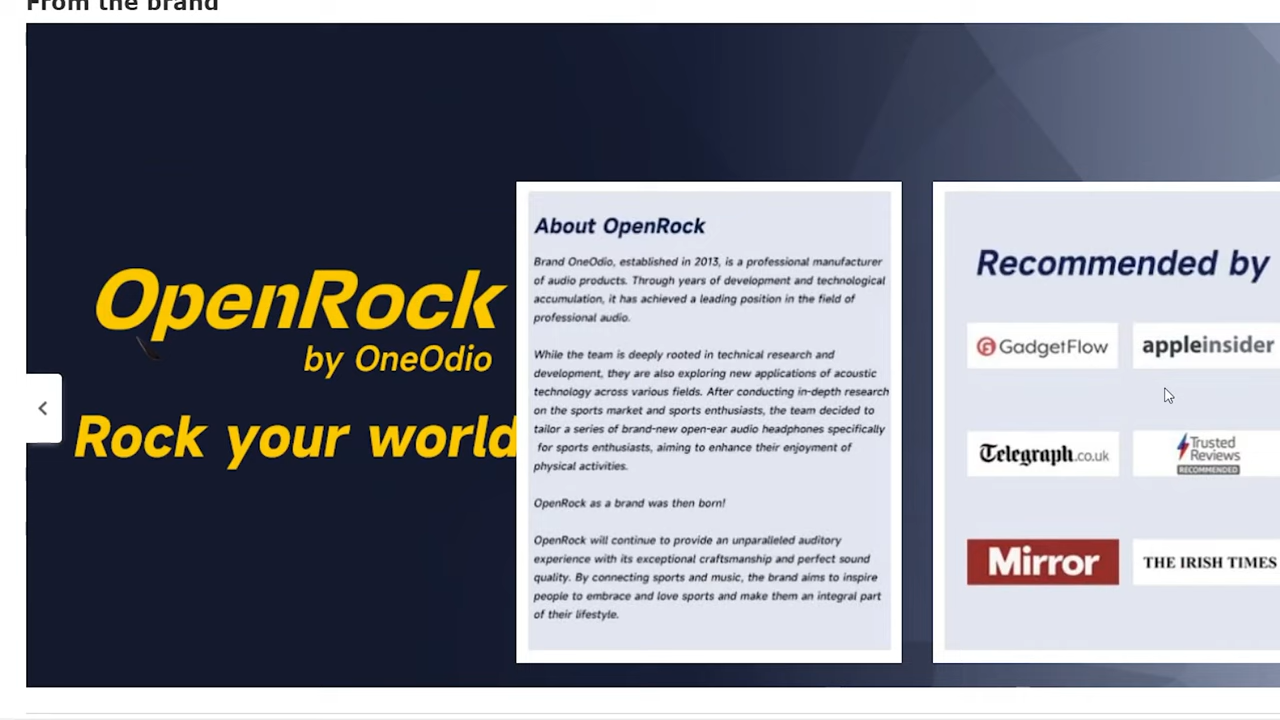 From the brand
OpenRock
by OneOdio
Rock your world
About OpenRock
Brand OneOdio, established in 2013, is a professional manufacturer
of audio products. Through years of development and technological
accumulation, it has achieved a leading position in the field of
professional audio.
While the team is deeply rooted in technical research and
development, they are also exploring new applications of acoustic
technology across various fields. After conducting in-depth research
on the sports market and sports enthusiasts, the team decided to
tailor a series of brand-new open-ear audio headphones specifically
for sports enthusiasts, aiming to enhance their enjoyment of
physical activities.
OpenRock as a brand was then born!
OpenRock will continue to provide an unparalleled auditory
experience with its exceptional craftsmanship and perfect sound
quality. By connecting sports and music, the brand aims to inspire
people to embrace and love sports and make them an integral part
of their lifestyle.
Recommended by
GadgetFlow
appleinsider
Telegraph.co.uk
Trusted
Reviews
RECOMMENDED
Mirror
THE IRISH TIMES